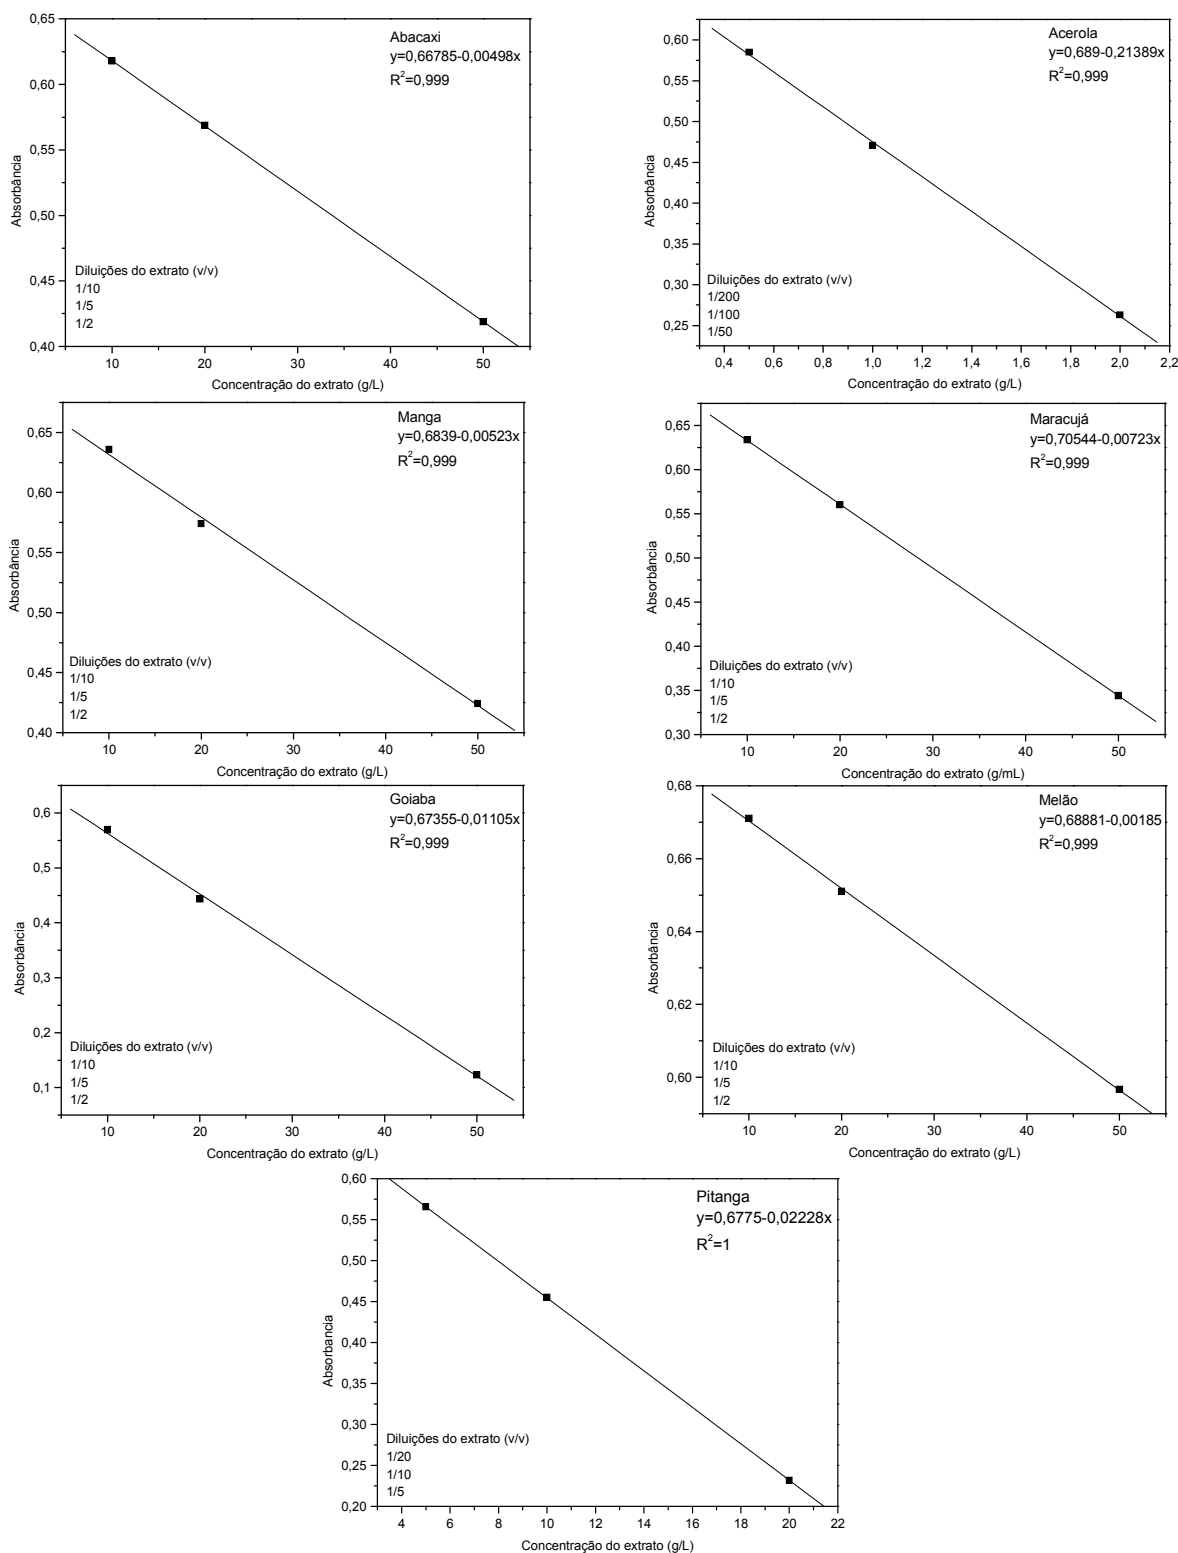 Abacaxi
y=0,66785-0,00498x
R²=0,999
0,65
0,60
0,55
0,50
0,45
0,40
Absorbância
Diluições do extrato (v/v)
1/10
1/5
1/2
10 20 30 40 50
Concentração do extrato (g/L)
Acerola
y=0,689-0,21389x
R²=0,999
0,60
0,55
0,50
0,45
0,40
0,35
0,30
0,25
Absorbância
Diluições do extrato (v/v)
1/200
1/100
1/50
0,4 0,6 0,8 1,0 1,2 1,4 1,6 1,8 2,0 2,2
Concentração do extrato (g/L)
Manga
y=0,6839-0,00523x
R²=0,999
0,65
0,60
0,55
0,50
0,45
0,40
Absorbância
Diluições do extrato (v/v)
1/10
1/5
1/2
10 20 30 40 50
Concentração do extrato (g/L)
Maracujá
y=0,70544-0,00723x
R²=0,999
0,65
0,60
0,55
0,50
0,45
0,40
0,35
0,30
Absorbância
Diluições do extrato (v/v)
1/10
1/5
1/2
10 20 30 40 50
Concentração do extrato (g/mL)
Goiaba
y=0,67355-0,01105x
R²=0,999
0,6
0,5
0,4
0,3
0,2
0,1
Absorbância
Diluições do extrato (v/v)
1/10
1/5
1/2
10 20 30 40 50
Concentração do extrato (g/L)
Melão
y=0,68881-0,00185
R²=0,999
0,68
0,66
0,64
0,62
0,60
Absorbância
Diluições do extrato (v/v)
1/10
1/5
1/2
10 20 30 40 50
Concentração do extrato (g/L)
Pitanga
y=0,6775-0,02228x
R²=1
0,60
0,55
0,50
0,45
0,40
0,35
0,30
0,25
0,20
Absorbancia
Diluições do extrato (v/v)
1/20
1/10
1/5
4 6 8 10 12 14 16 18 20 22
Concentração do extrato (g/L)